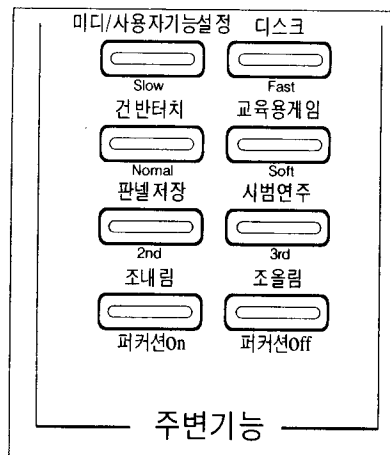 미디/사용자기능설정 디스크
Slow Fast
건반터치 교육용게임
Nomal Soft
판넬저장 시범연주
2nd 3rd
조내림 조올림
퍼커션On 퍼커션Off
주변기능